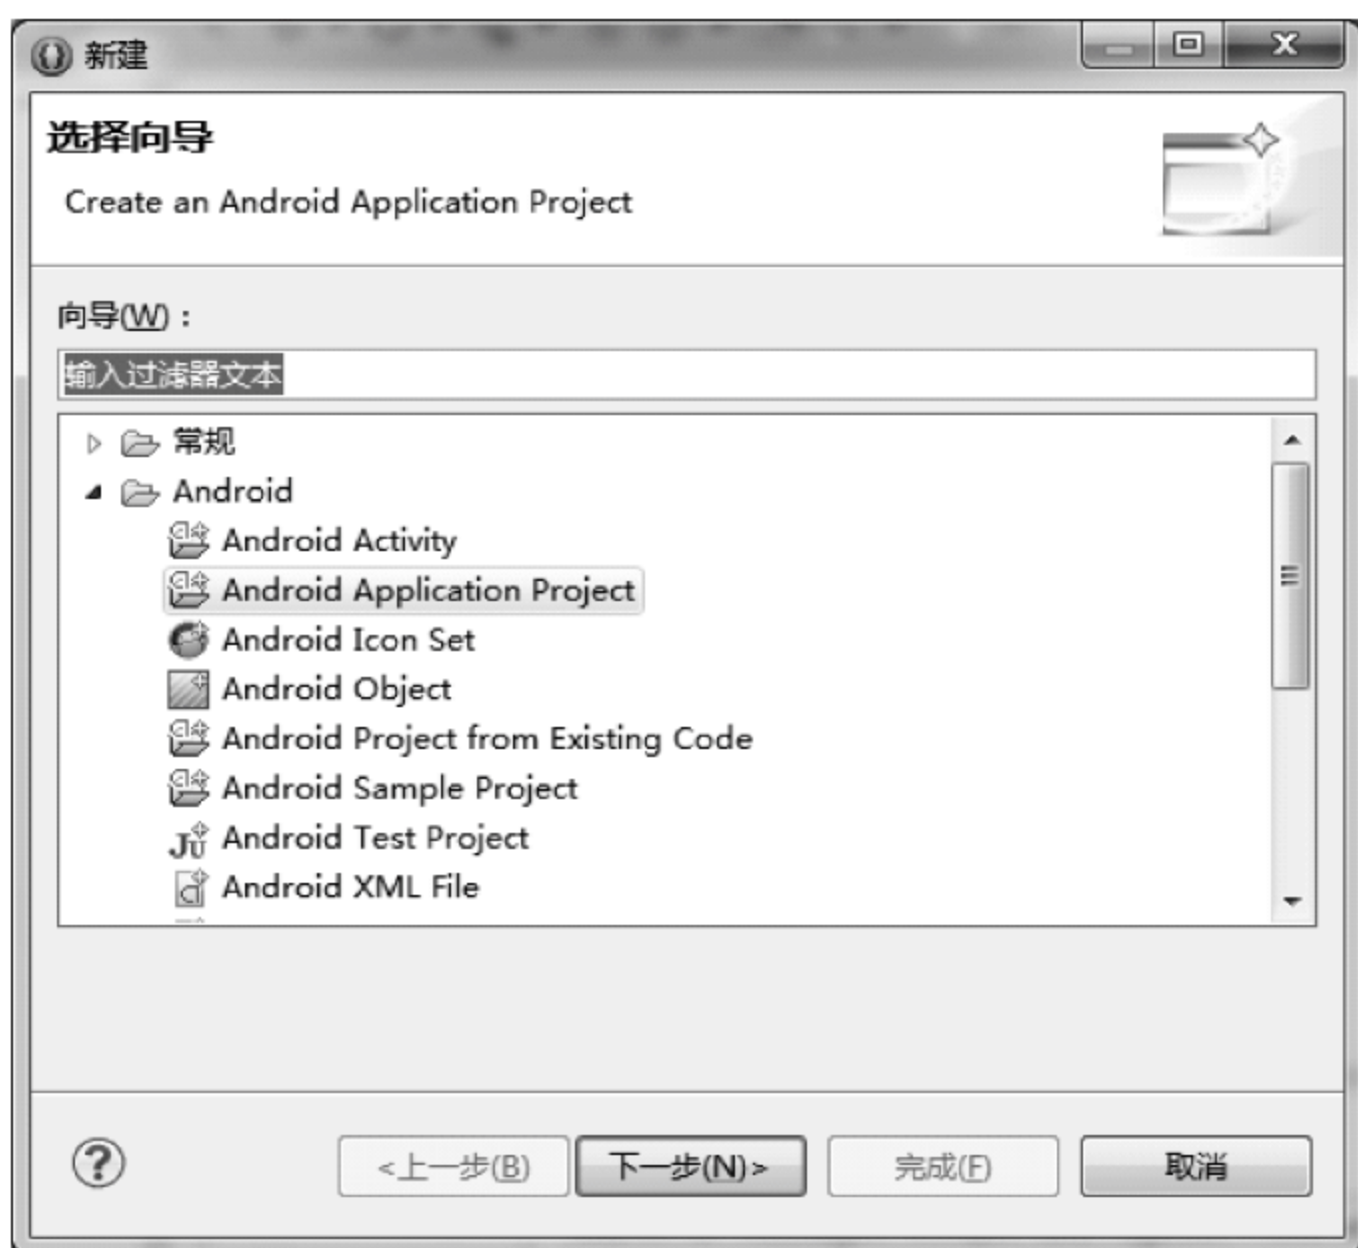 新建
选择向导
Create an Android Application Project
向导(W)：
输入过滤器文本
常规
Android
Android Activity
Android Application Project
Android Icon Set
Android Object
Android Project from Existing Code
Android Sample Project
Android Test Project
Android XML File
<上一步(B) 下一步(N)> 完成(F) 取消